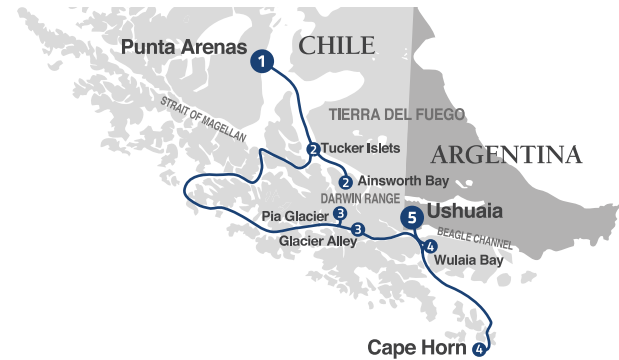 Punta Arenas
1
CHILE
STRAIT OF MAGELLAN
TIERRA DEL FUEGO
2
Tucker Islets
ARGENTINA
2
Ainsworth Bay
DARWIN RANGE
Pia Glacier
3
5
Ushuaia
Glacier Alley
3
BEAGLE CHANNEL
4
Wulaia Bay
Cape Horn
4